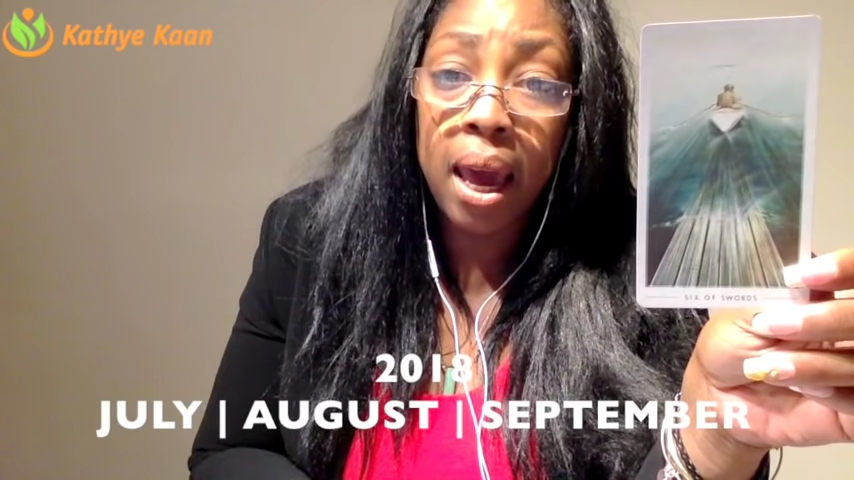 Kathye Kaan
SIX OF SWORDS
2018
JULY | AUGUST | SEPTEMBER